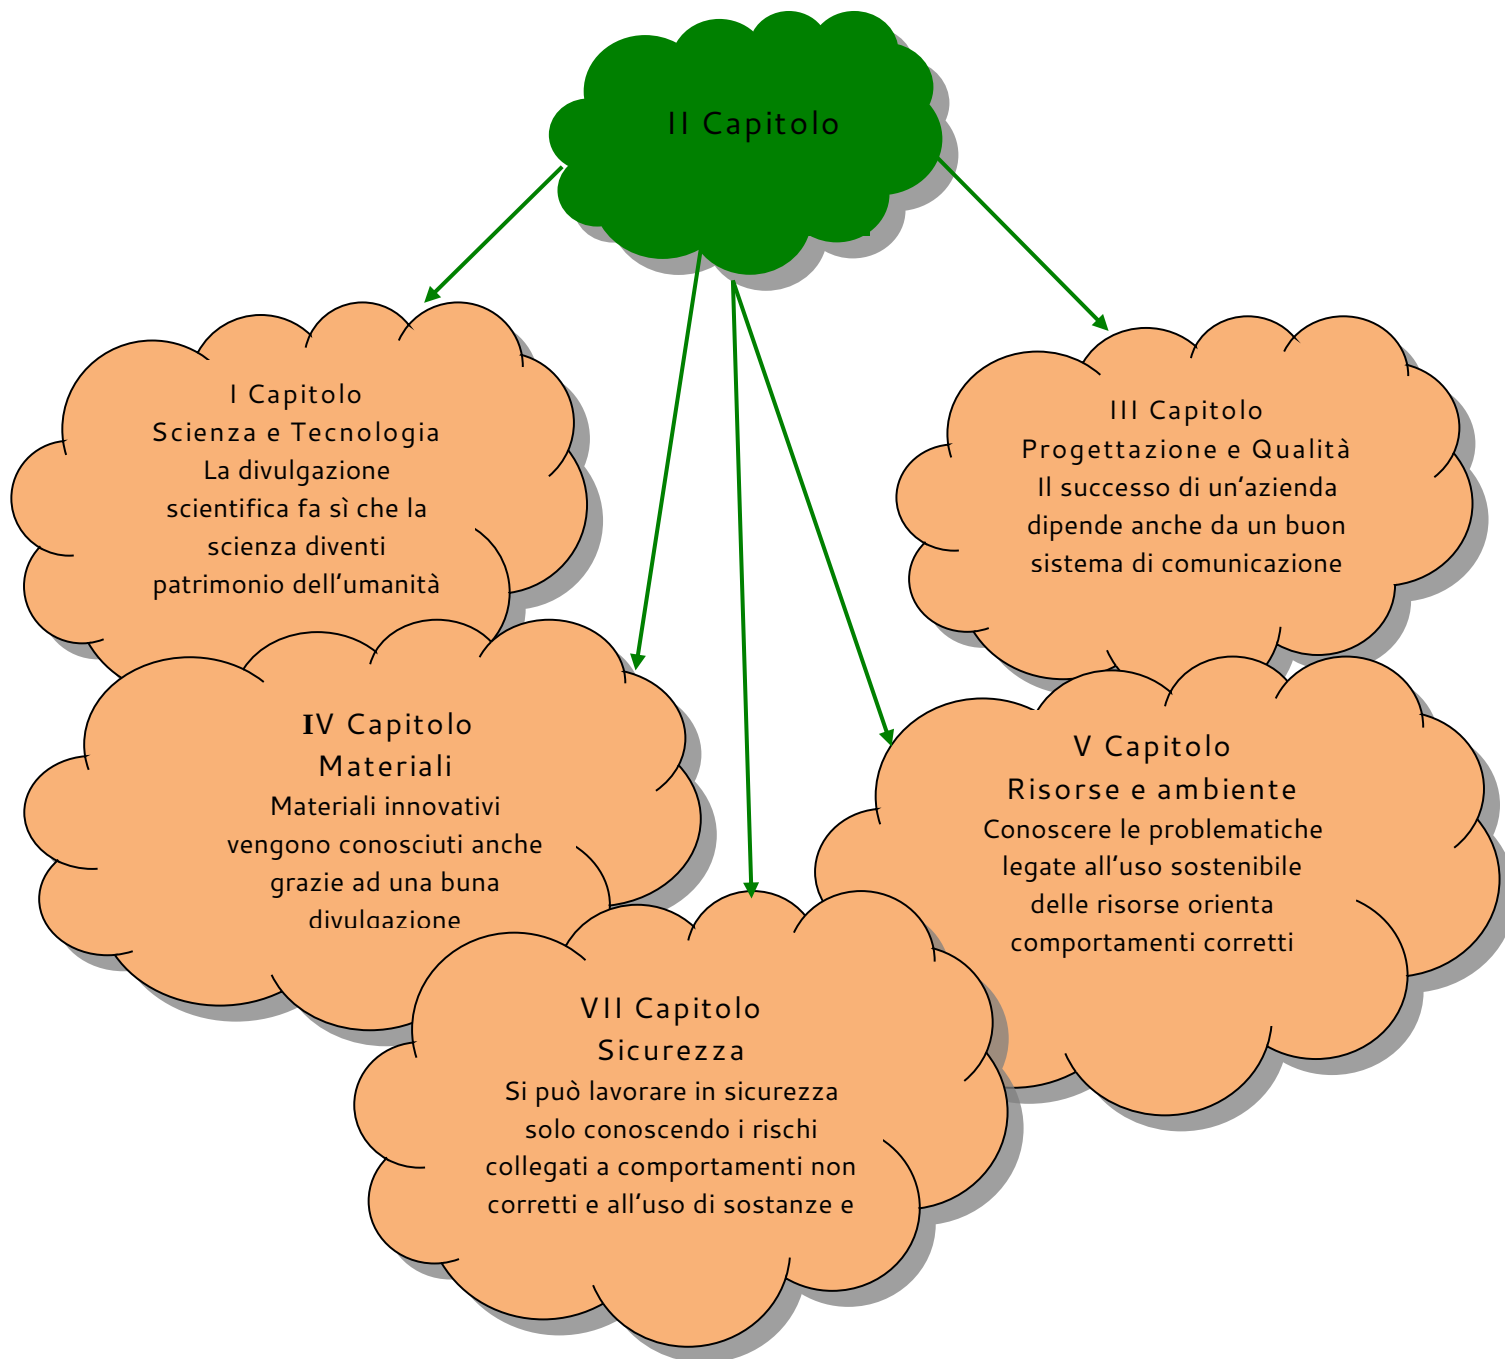 II Capitolo
I Capitolo
Scienza e Tecnologia
La divulgazione
scientifica fa sì che la
scienza diventi
patrimonio dell'umanità
III Capitolo
Progettazione e Qualità
Il successo di un'azienda
dipende anche da un buon
sistema di comunicazione
IV Capitolo
Materiali
Materiali innovativi
vengono conosciuti anche
grazie ad una buna
divulgazione
V Capitolo
Risorse e ambiente
Conoscere le problematiche
legate all'uso sostenibile
delle risorse orienta
comportamenti corretti
VII Capitolo
Sicurezza
Si può lavorare in sicurezza
solo conoscendo i rischi
collegati a comportamenti non
corretti e all'uso di sostanze e